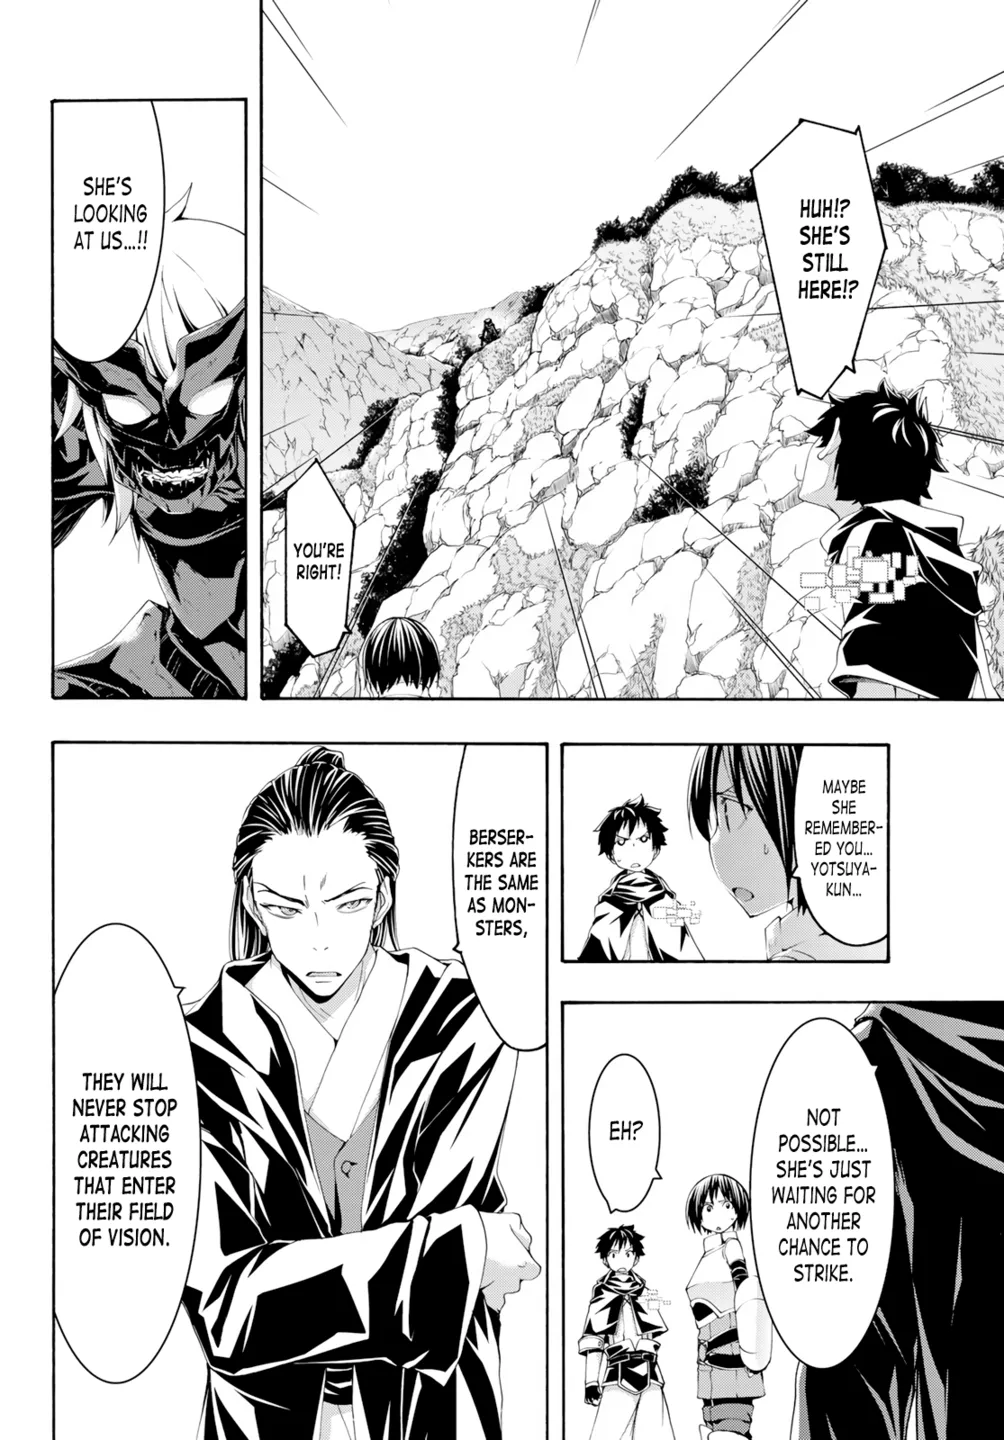 HUH!?
SHE'S
STILL
HERE!?
YOU'RE
RIGHT!
SHE'S
LOOKING
AT US...!!
MAYBE
SHE
REMEMBER-
ED YOU...
YOTSUYA-
KUN...
NOT
POSSIBLE...
SHE'S JUST
WAITING FOR
ANOTHER
CHANCE TO
STRIKE.
EH?
BERSER-
KERS ARE
THE SAME
AS MON-
STERS,
THEY WILL
NEVER STOP
ATTACKING
CREATURES
THAT ENTER
THEIR FIELD
OF VISION.